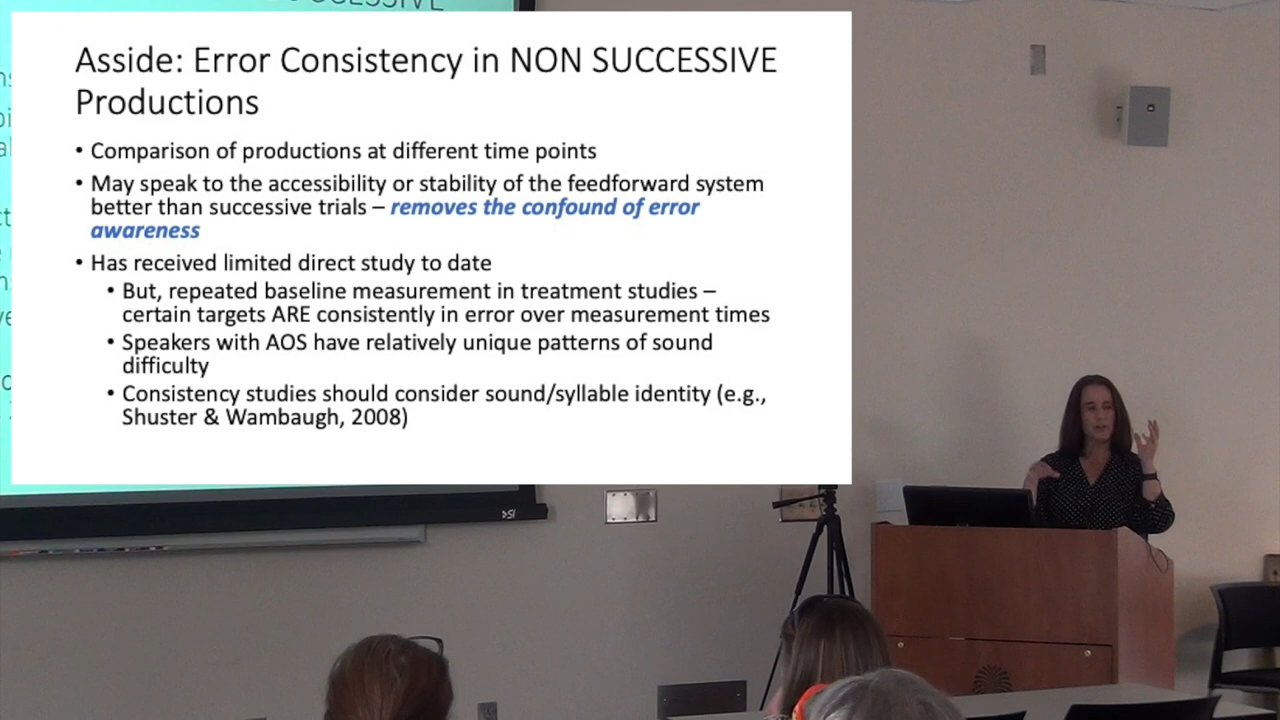 Asside: Error Consistency in NON SUCCESSIVE
Productions
• Comparison of productions at different time points
• May speak to the accessibility or stability of the feedforward system
better than successive trials – removes the confound of error
awareness
• Has received limited direct study to date
• But, repeated baseline measurement in treatment studies –
certain targets ARE consistently in error over measurement times
• Speakers with AOS have relatively unique patterns of sound
difficulty
• Consistency studies should consider sound/syllable identity (e.g.,
Shuster & Wambaugh, 2008)